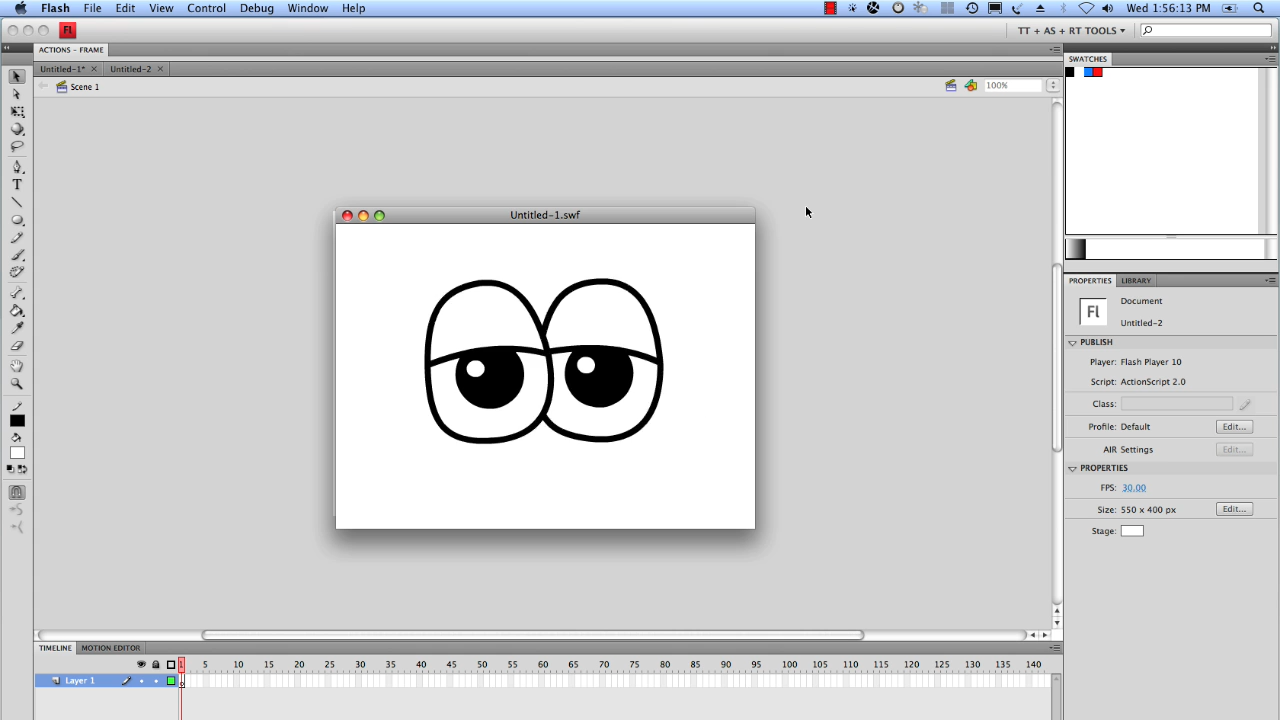 Flash File Edit View Control Debug Window Help Wed 1:56:13 PM
Fl TT + AS + RT TOOLS
ACTIONS - FRAME
Untitled-1* Untitled-2
Scene 1 100%
SWATCHES
Untitled-1.swf
T
PROPERTIES LIBRARY
Fl Document
Untitled-2
PUBLISH
Player: Flash Player 10
Script: ActionScript 2.0
Class:
Profile: Default Edit...
AIR Settings Edit...
PROPERTIES
FPS: 30.00
Size: 550 x 400 px Edit...
Stage:
TIMELINE MOTION EDITOR
1 5 10 15 20 25 30 35 40 45 50 55 60 65 70 75 80 85 90 95 100 105 110 115 120 125 130 135 140
Layer 1